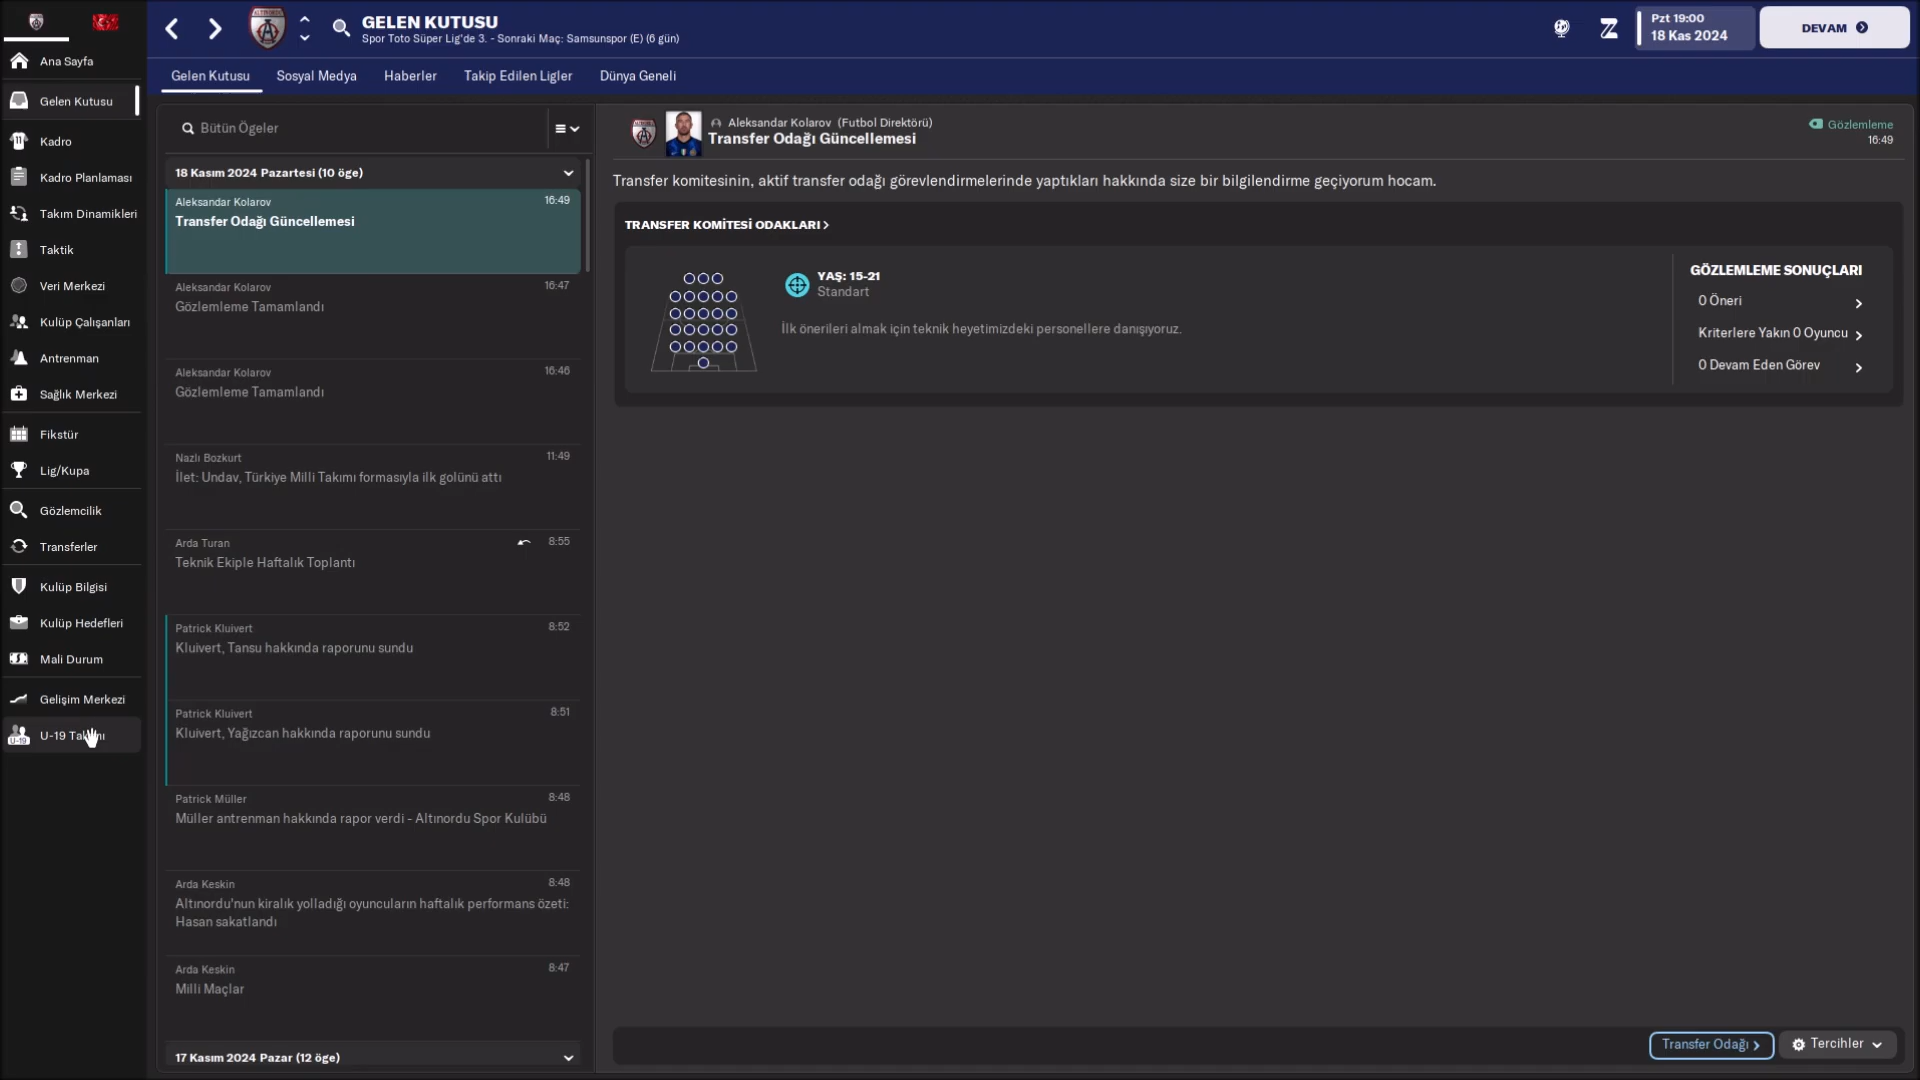 GELEN KUTUSU
Spor Toto Süper Lig'de 3. - Sonraki Maç: Samsunspor (E) (6 gün)
Pzt 19:00
18 Kas 2024
DEVAM
Ana Sayfa
Gelen Kutusu
Kadro
Kadro Planlaması
Takım Dinamikleri
Taktik
Veri Merkezi
Kulüp Çalışanları
Antrenman
Sağlık Merkezi
Fikstür
Lig/Kupa
Gözlemcilik
Transferler
Kulüp Bilgisi
Kulüp Hedefleri
Mali Durum
Gelişim Merkezi
U-19
Gelen Kutusu
Sosyal Medya
Haberler
Takip Edilen Ligler
Dünya Geneli
Bütün Ögeler
18 Kasım 2024 Pazartesi (10 öge)
Aleksandar Kolarov 16:49
Transfer Odağı Güncellemesi
Aleksandar Kolarov 16:47
Gözlemleme Tamamlandı
Aleksandar Kolarov 16:46
Gözlemleme Tamamlandı
Nazlı Bozkurt 11:49
İlet: Undav, Türkiye Milli Takımı formasıyla ilk golünü attı
Arda Turan 8:55
Teknik Ekiple Haftalık Toplantı
Patrick Kluivert 8:52
Kluivert, Tansu hakkında raporunu sundu
Patrick Kluivert 8:51
Kluivert, Yağızcan hakkında raporunu sundu
Patrick Müller 8:48
Müller antrenman hakkında rapor verdi - Altınordu Spor Kulübü
Arda Keskin 8:48
Altınordu'nun kiralık yolladığı oyuncuların haftalık performans özeti:
Hasan sakatlandı
Arda Keskin 8:47
Milli Maçlar
17 Kasım 2024 Pazar (12 öge)
Aleksandar Kolarov (Futbol Direktörü)
Transfer Odağı Güncellemesi
Gözlemleme
16:49
Transfer komitesinin, aktif transfer odağı görevlendirmelerinde yaptıkları hakkında size bir bilgilendirme geçiyorum hocam.
TRANSFER KOMİTESİ ODAKLARI
YAŞ: 15-21
Standart
İlk önerileri almak için teknik heyetimizdeki personellere danışıyoruz.
GÖZLEMLEME SONUÇLARI
0 Öneri
Kriterlere Yakın 0 Oyuncu
0 Devam Eden Görev
Transfer Odağı
Tercihler